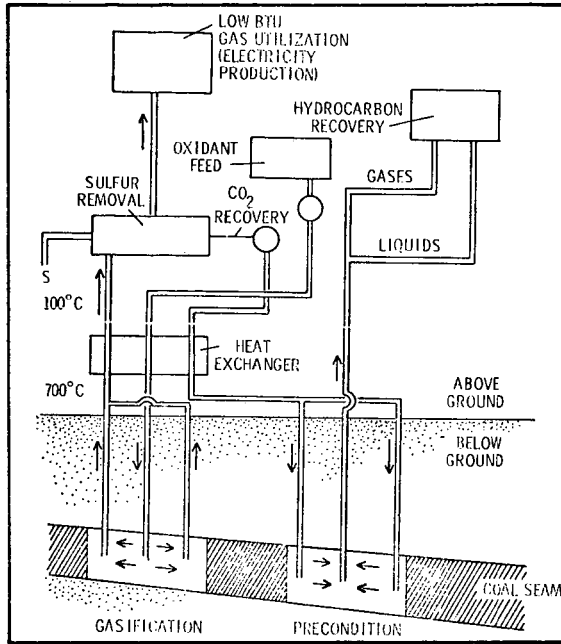 LOW BTU
GAS UTILIZATION
(ELECTRICITY
PRODUCTION)
HYDROCARBON
RECOVERY
OXIDANT
FEED
GASES
SULFUR
REMOVAL
CO2
RECOVERY
LIQUIDS
S
100°C
HEAT
EXCHANGER
700°C
ABOVE
GROUND
BELOW
GROUND
COAL SEAM
GASIFICATION
PRECONDITION